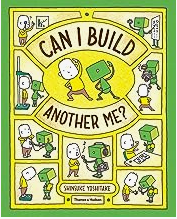 CAN I BUILD
ANOTHER ME?
SHINSUKE YOSHITAKE
Thames & Hudson